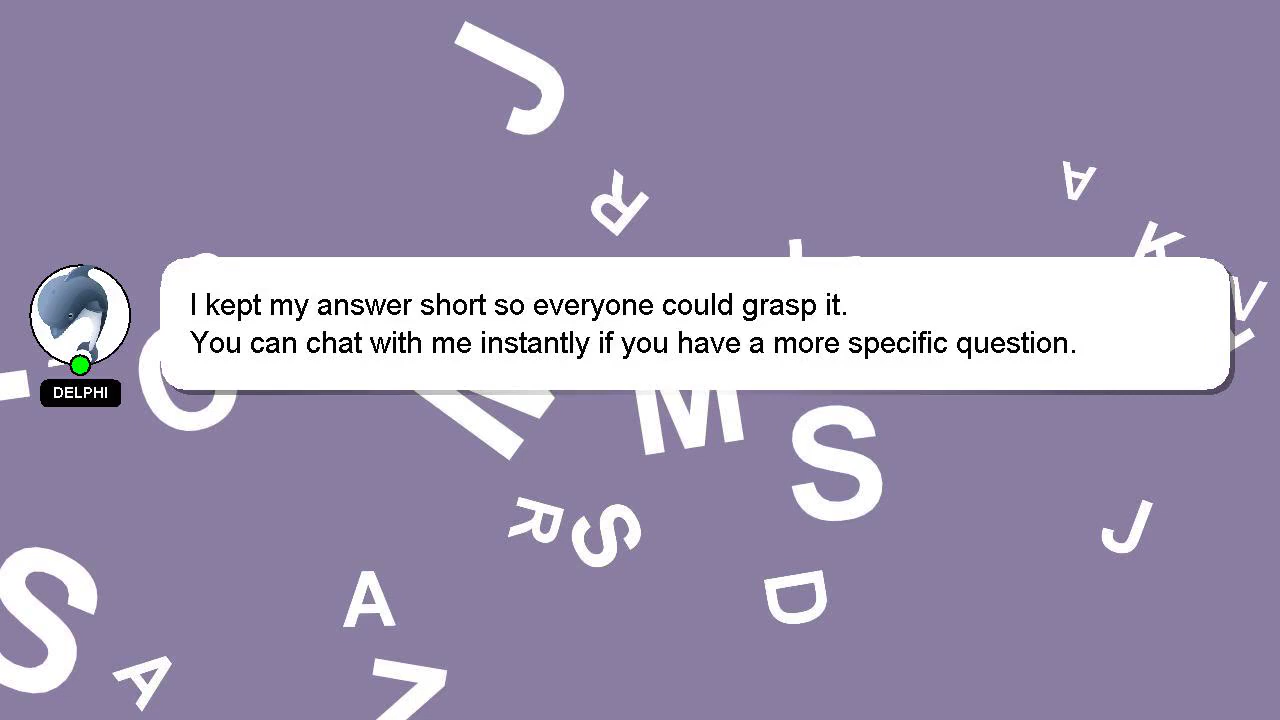 I kept my answer short so everyone could grasp it.
You can chat with me instantly if you have a more specific question.
DELPHI
J
R
A
K
V
O
M
S
R
S
J
D
A
S
A
Z